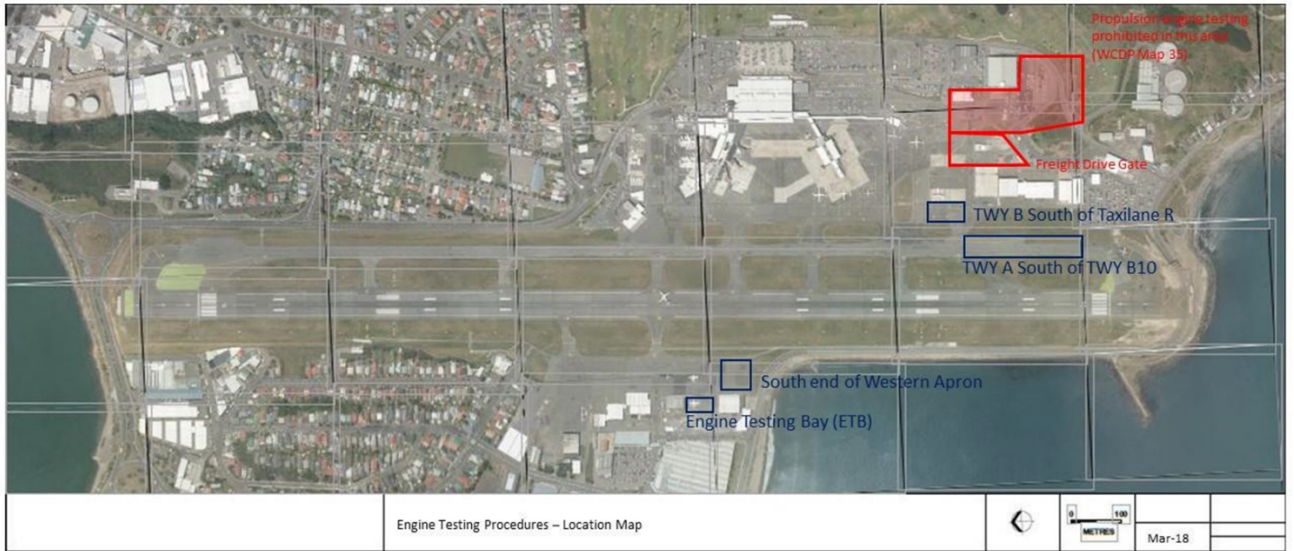 Propulsion engine testing
prohibited in this area
(WCDP Map 35)
Freight Drive Gate
TWY B South of Taxilane R
TWY A South of TWY B10
South end of Western Apron
Engine Testing Bay (ETB)
Engine Testing Procedures – Location Map
0 100
METRES
Mar-18